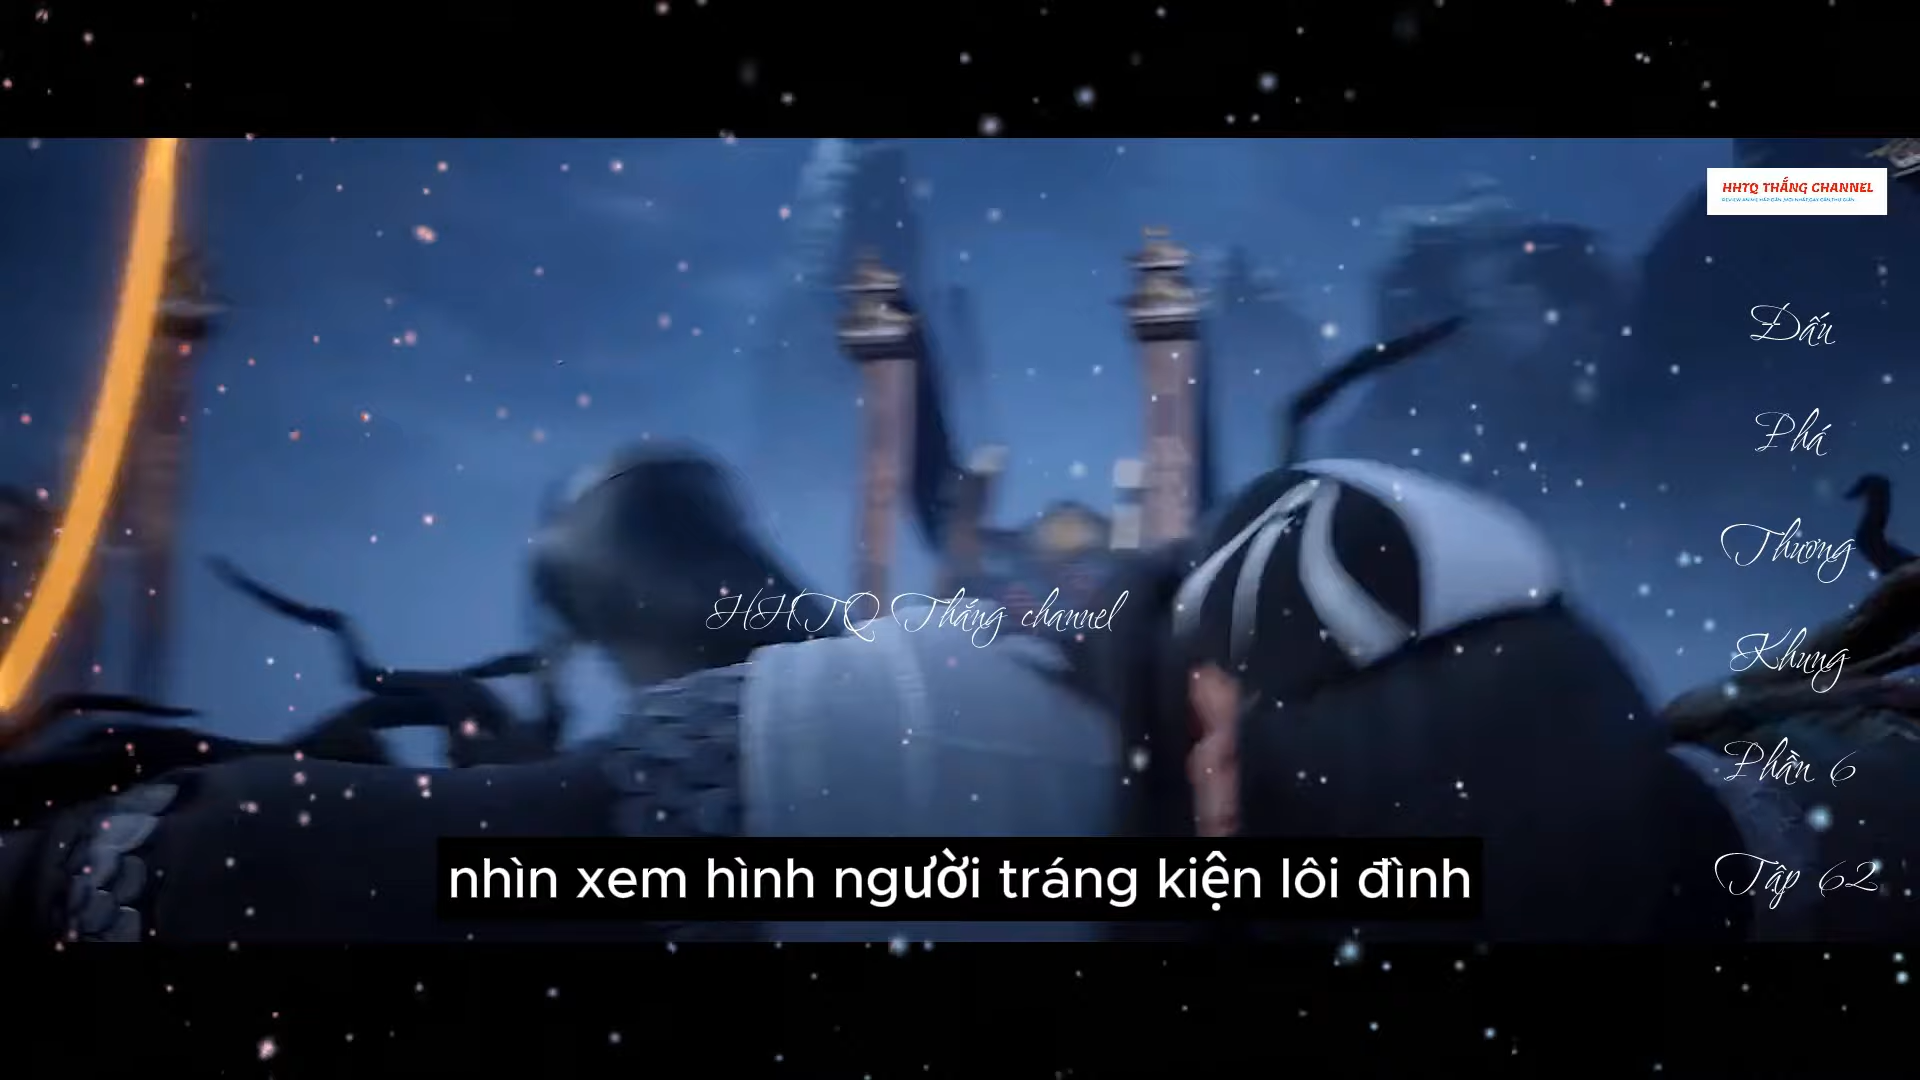 HHTQ THẮNG CHANNEL
Đấu
Phá
Thương
Khung
Phần 6
Tập 62
HHTQ Thắng channel
nhìn xem hình người tráng kiện lôi đình